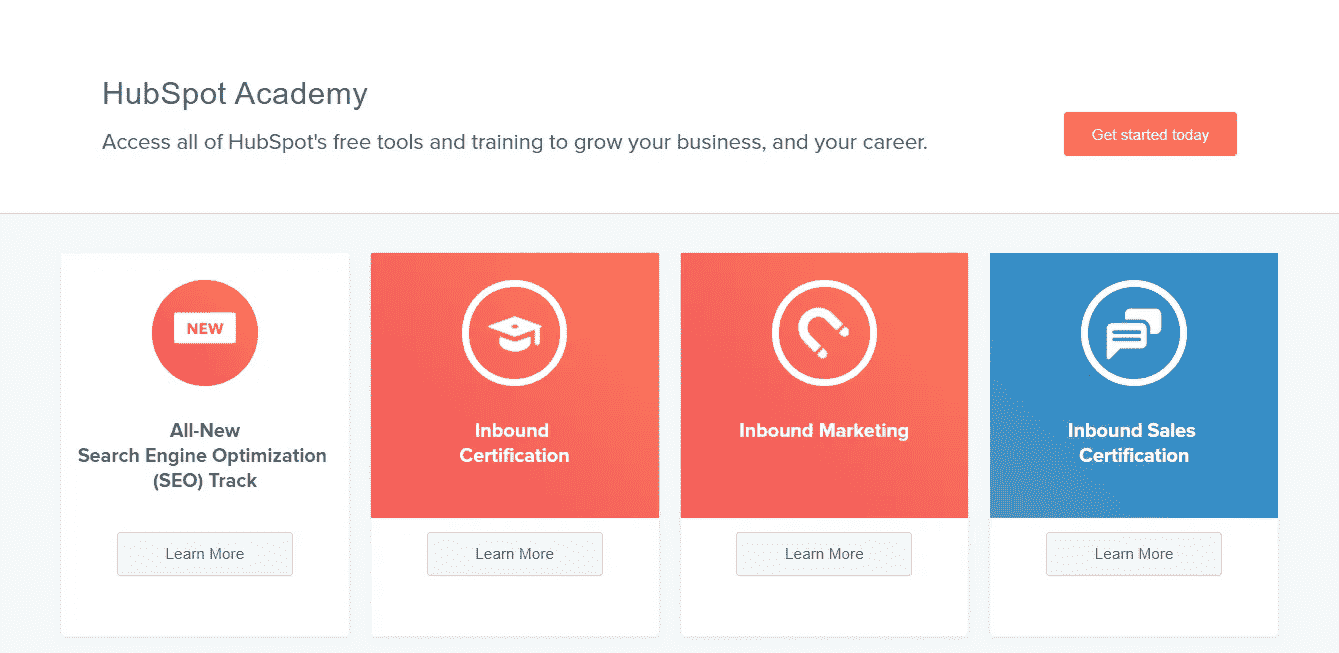 HubSpot Academy
Access all of HubSpot's free tools and training to grow your business, and your career.
Get started today
NEW
All-New
Search Engine Optimization
(SEO) Track
Learn More
Inbound
Certification
Learn More
Inbound Marketing
Learn More
Inbound Sales
Certification
Learn More